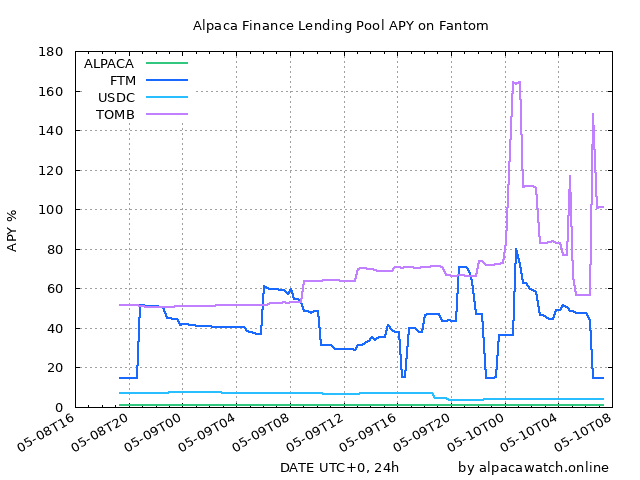 Alpaca Finance Lending Pool APY on Fantom
180
160
140
120
100
80
60
40
20
0
APY %
ALPACA
FTM
USDC
TOMB
05-08T16
05-08T20
05-09T00
05-09T04
05-09T08
05-09T12
05-09T16
05-09T20
05-10T00
05-10T04
05-10T08
DATE UTC+0, 24h
by alpacawatch.online